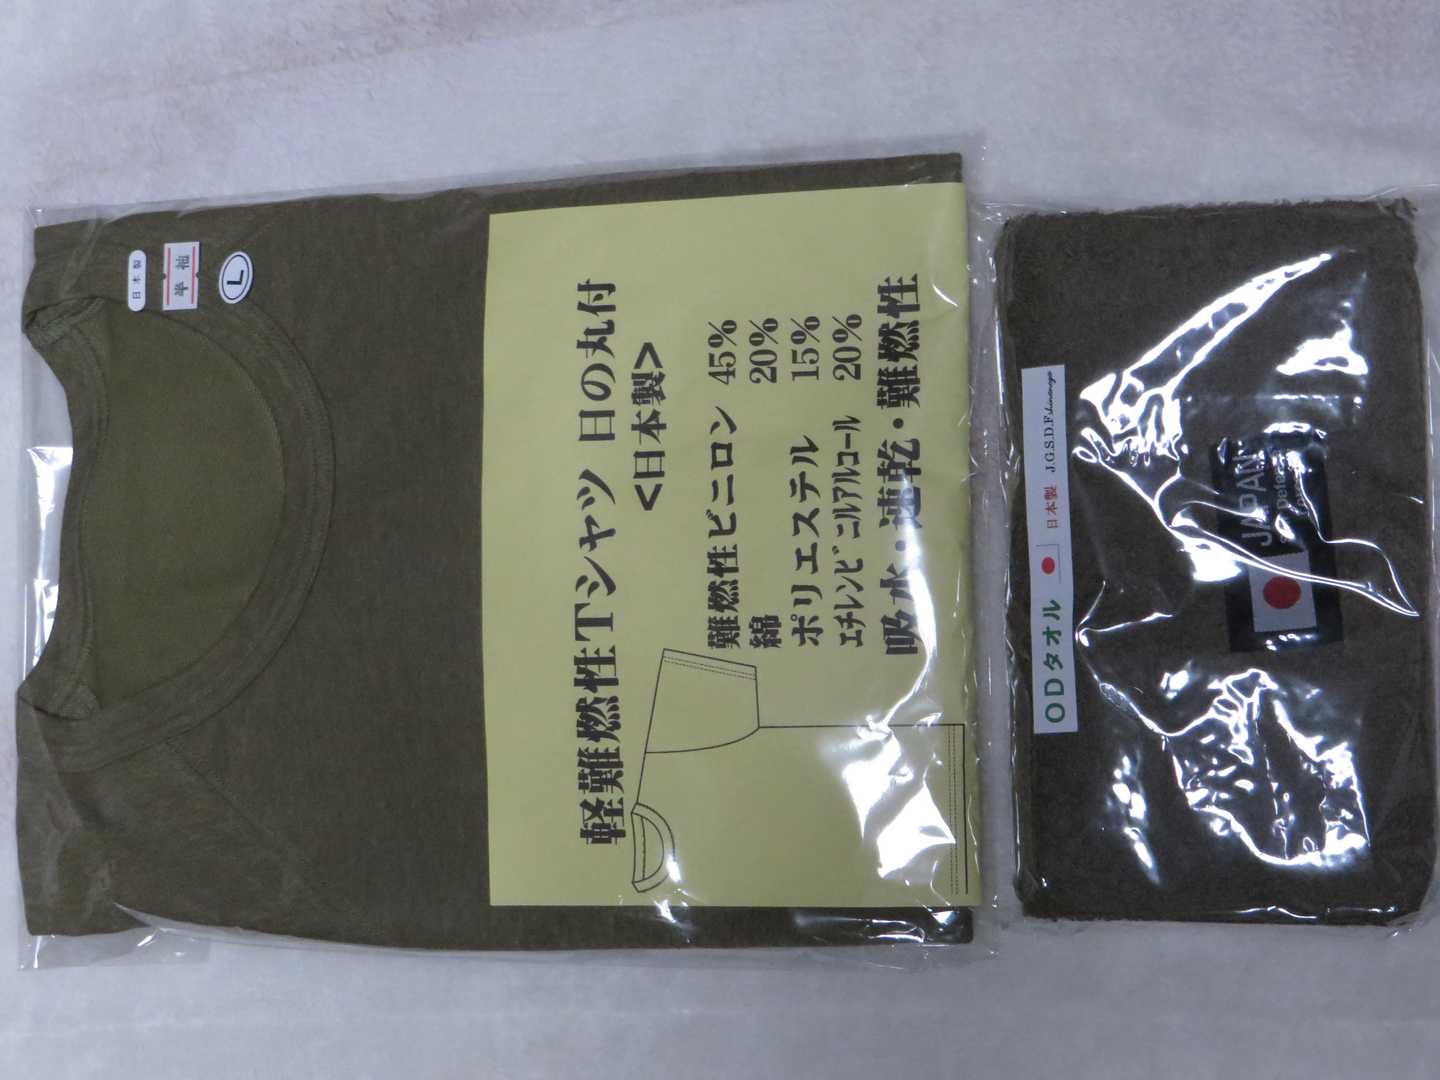 日本製
半袖
L
軽難燃性Tシャツ 日の丸付
<日本製>
難燃性ビニロン 45%
綿 20%
ポリエステル 15%
エチレンビニルアルコール 20%
吸水・速乾・難燃性
ODタオル 日本製 J.G.S.D.F.shinanoya
JAPAN